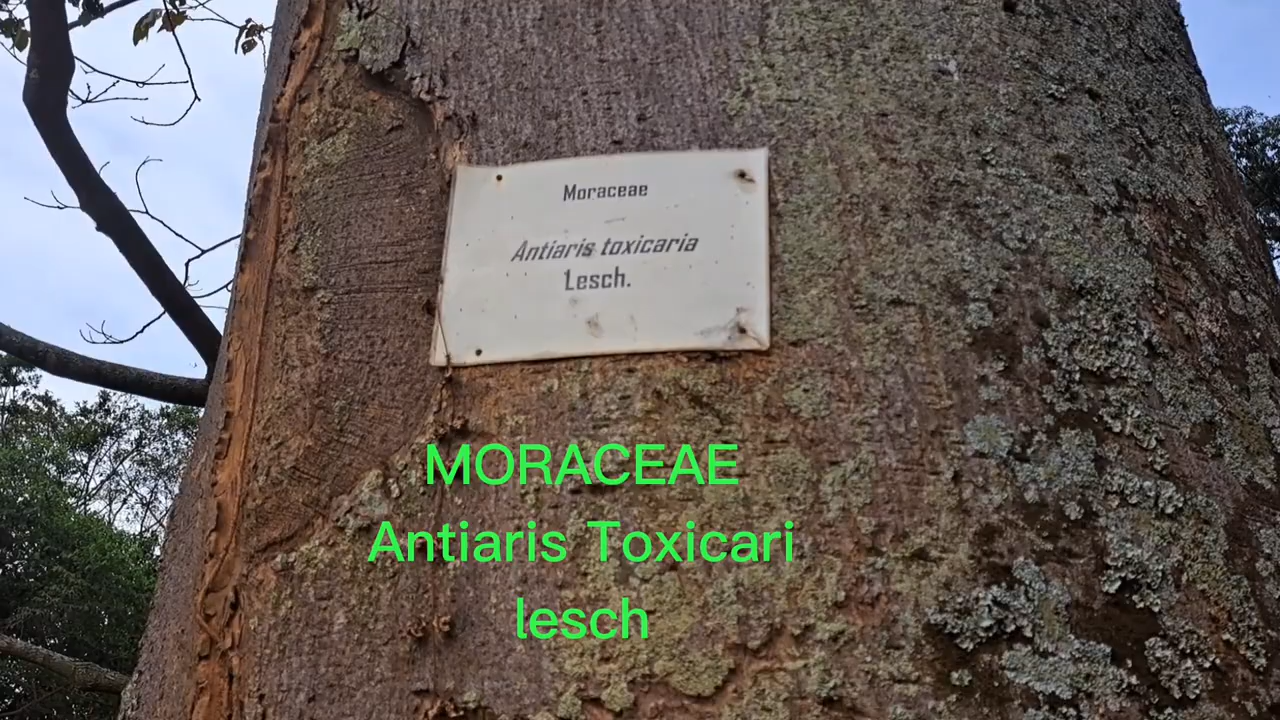 Moraceae
Antiaris toxicaria
Lesch.
MORACEAE
Antiaris Toxicari
lesch